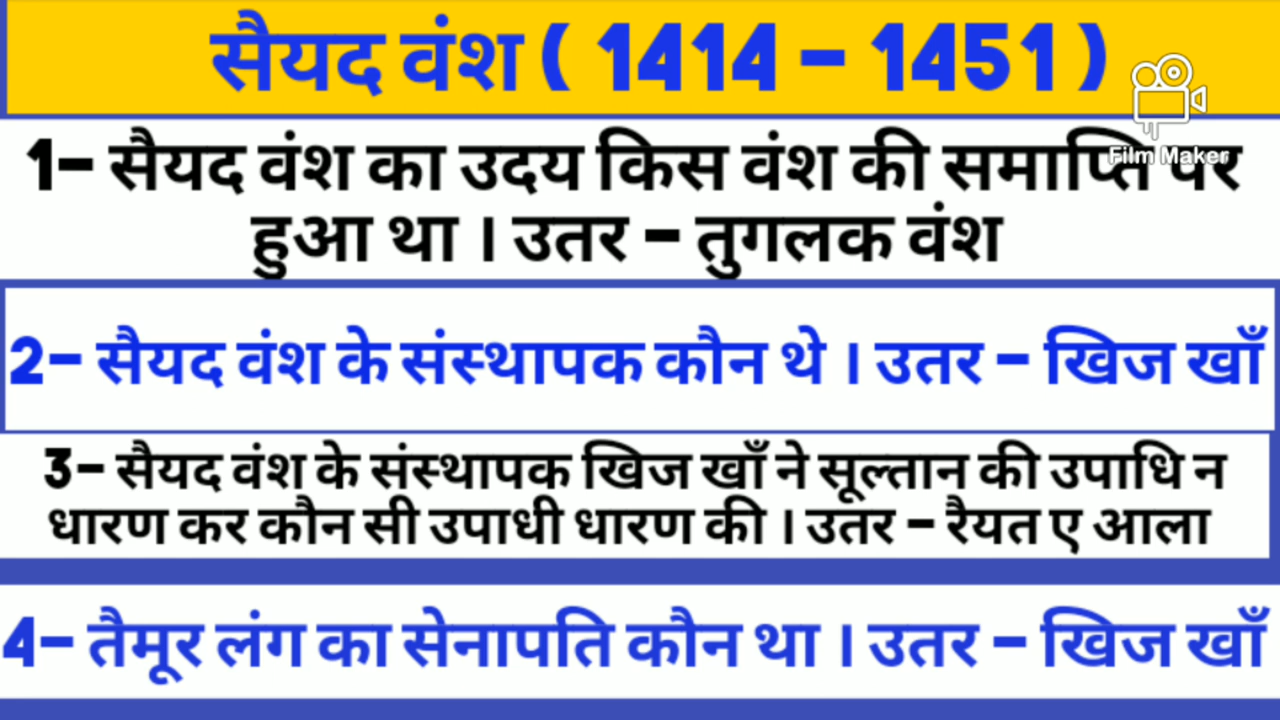 सैयद वंश ( 1414 - 1451 )
Film Maker
1- सैयद वंश का उदय किस वंश की समाप्ति पर
हुआ था । उतर - तुगलक वंश
2- सैयद वंश के संस्थापक कौन थे । उतर - खिज खाँ
3- सैयद वंश के संस्थापक खिज खाँ ने सूल्तान की उपाधि न
धारण कर कौन सी उपाधी धारण की । उतर - रैयत ए आला
4- तैमूर लंग का सेनापति कौन था । उतर - खिज खाँ